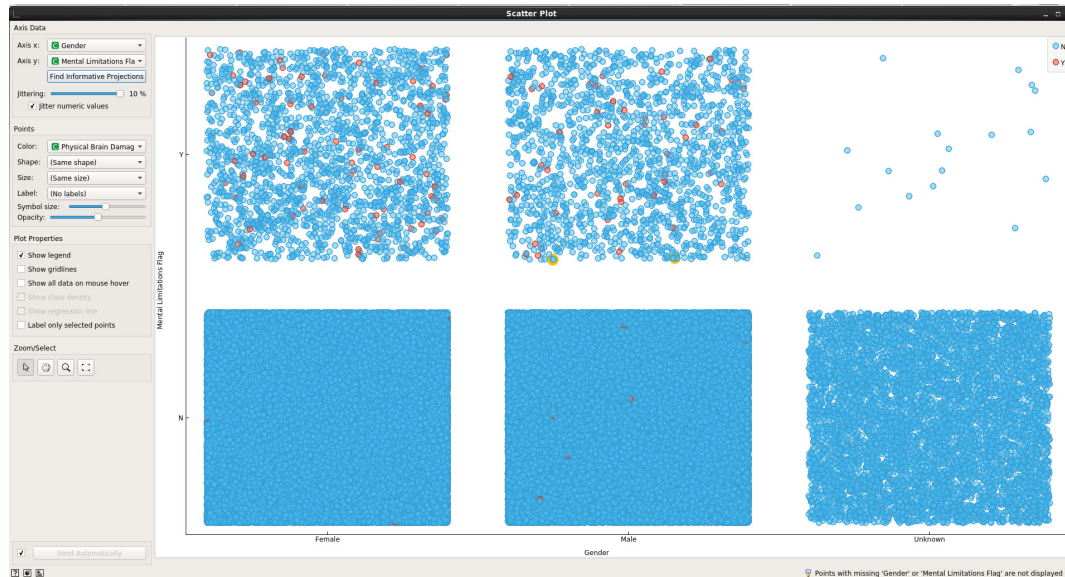 Scatter Plot
Axis Data
Axis x: Gender
Axis y: Mental Limitations Fla
Find Informative Projections
Jittering: 10 %
Jitter numeric values
Points
Color: Physical Brain Damag
Shape: (Same shape)
Size: (Same size)
Label: (No labels)
Symbol size:
Opacity:
Plot Properties
Show legend
Show gridlines
Show all data on mouse hover
Show class density
Show regression line
Label only selected points
Zoom/Select
Send Automatically
Mental Limitations Flag
Y
N
Female
Male
Unknown
Gender
N
Y
Points with missing 'Gender' or 'Mental Limitations Flag' are not displayed